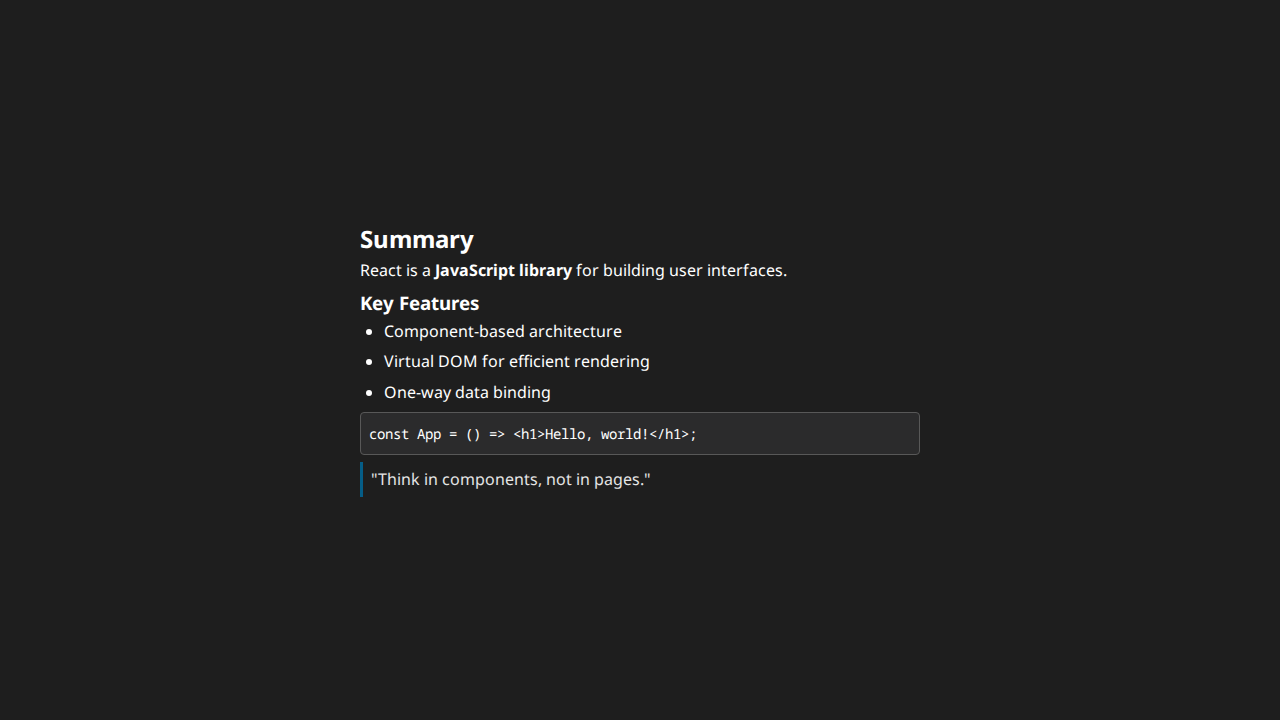 Summary
React is a JavaScript library for building user interfaces.
Key Features
Component-based architecture
Virtual DOM for efficient rendering
One-way data binding
const App = () => <h1>Hello, world!</h1>;
"Think in components, not in pages."